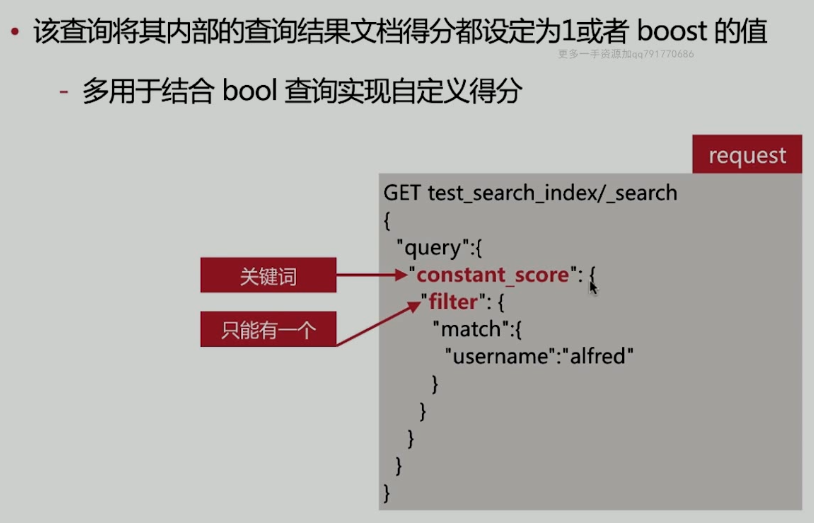 • 该查询将其内部的查询结果文档得分都设定为1或者 boost 的值
更多一手资源加qq791770686
- 多用于结合 bool 查询实现自定义得分
request
GET test_search_index/_search
{
"query":{
关键词
"constant_score": {
"filter": {
只能有一个
"match":{
"username":"alfred"
}
}
}
}
}